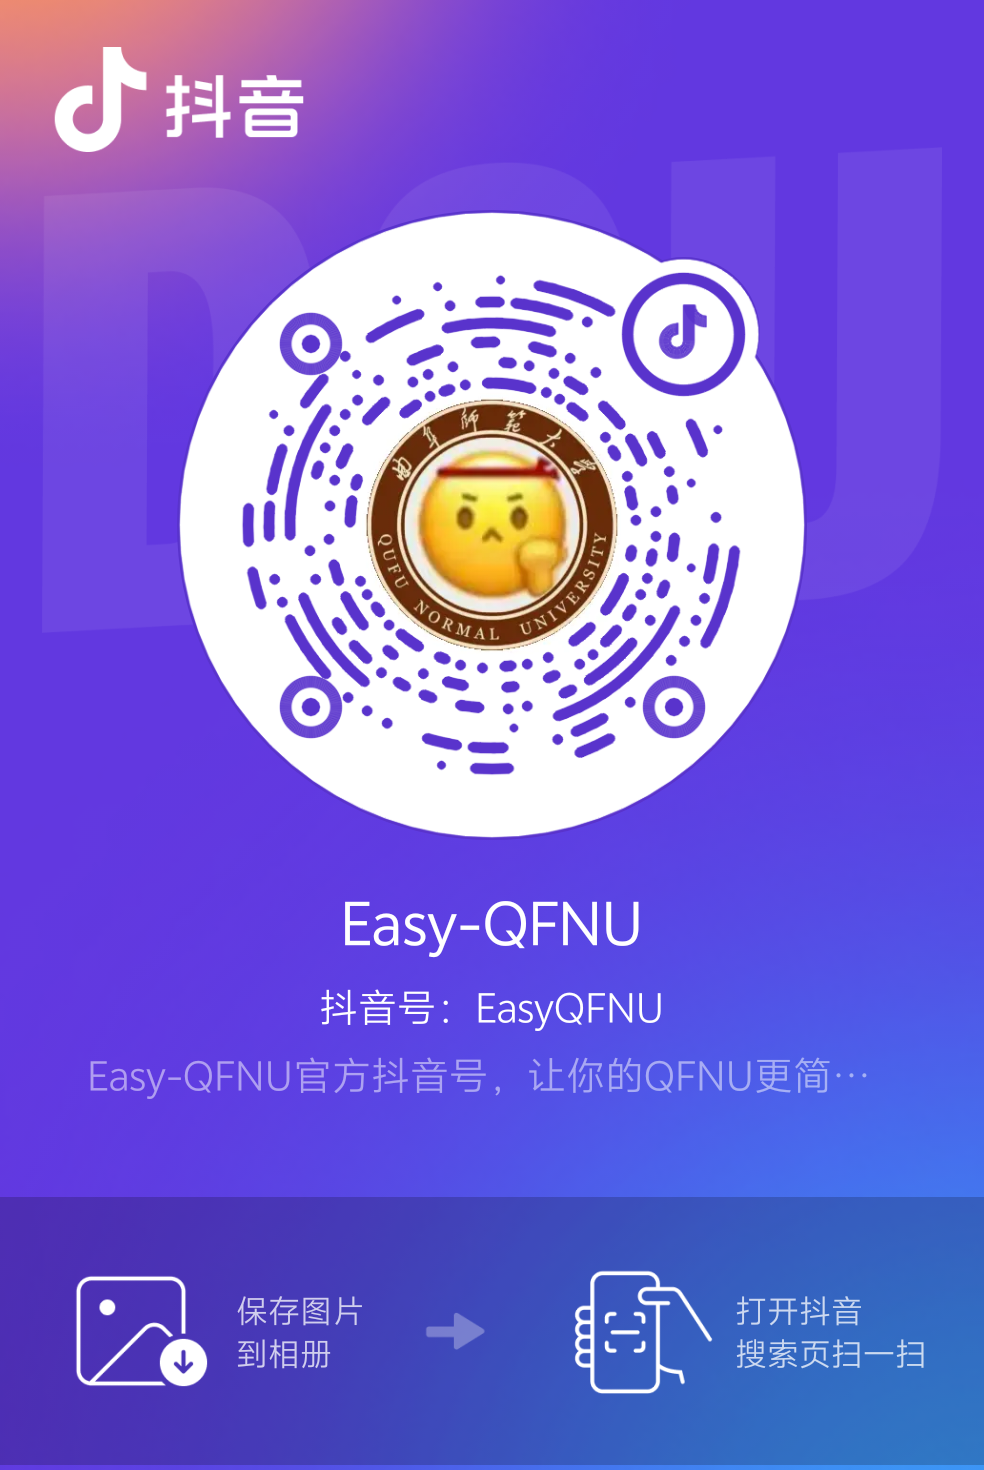 抖音
DOU
曲阜师范大学
QUFU NORMAL UNIVERSITY
Easy-QFNU
抖音号：EasyQFNU
Easy-QFNU官方抖音号，让你的QFNU更简…
保存图片
到相册
打开抖音
搜索页扫一扫